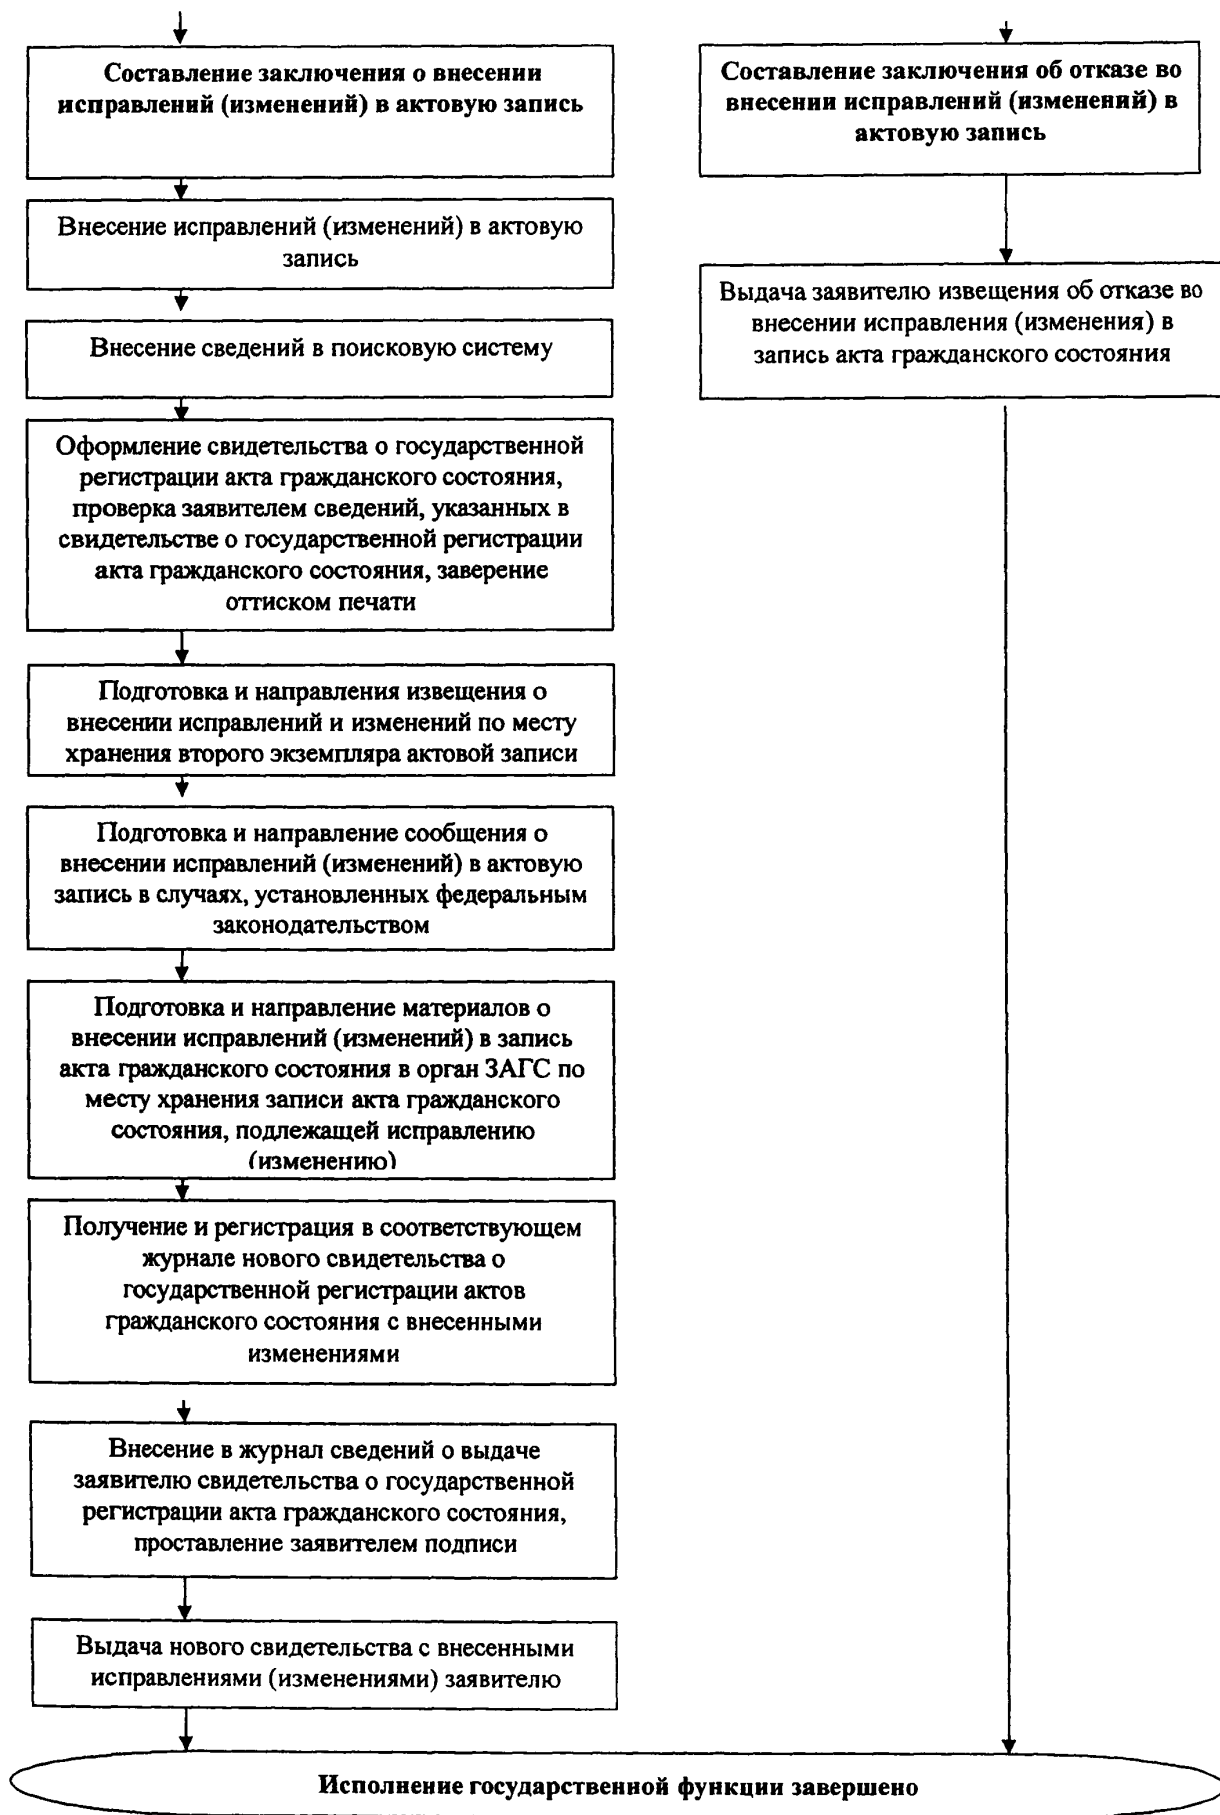 Составление заключения о внесении
исправлений (изменений) в актовую запись
Внесение исправлений (изменений) в актовую
запись
Внесение сведений в поисковую систему
Оформление свидетельства о государственной
регистрации акта гражданского состояния,
проверка заявителем сведений, указанных в
свидетельстве о государственной регистрации
акта гражданского состояния, заверение
оттиском печати
Подготовка и направления извещения о
внесении исправлений и изменений по месту
хранения второго экземпляра актовой записи
Подготовка и направление сообщения о
внесении исправлений (изменений) в актовую
запись в случаях, установленных федеральным
законодательством
Подготовка и направление материалов о
внесении исправлений (изменений) в запись
акта гражданского состояния в орган ЗАГС по
месту хранения записи акта гражданского
состояния, подлежащей исправлению
(изменению)
Получение и регистрация в соответствующем
журнале нового свидетельства о
государственной регистрации актов
гражданского состояния с внесенными
изменениями
Внесение в журнал сведений о выдаче
заявителю свидетельства о государственной
регистрации акта гражданского состояния,
проставление заявителем подписи
Выдача нового свидетельства с внесенными
исправлениями (изменениями) заявителю
Составление заключения об отказе во
внесении исправлений (изменений) в
актовую запись
Выдача заявителю извещения об отказе во
внесении исправления (изменения) в
запись акта гражданского состояния
Исполнение государственной функции завершено